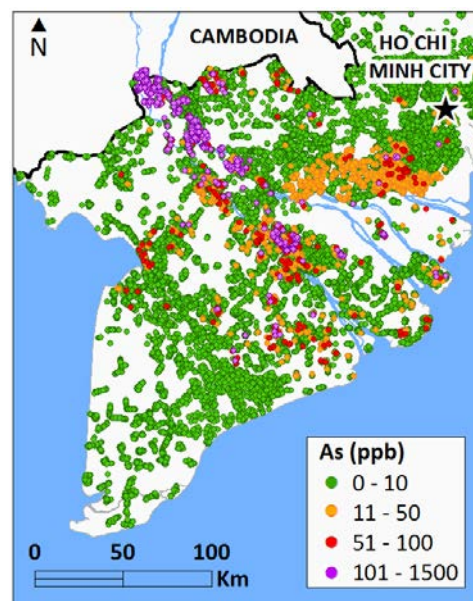 N
CAMBODIA
HO CHI
MINH CITY
As (ppb)
0 - 10
11 - 50
51 - 100
101 - 1500
0 50 100
Km